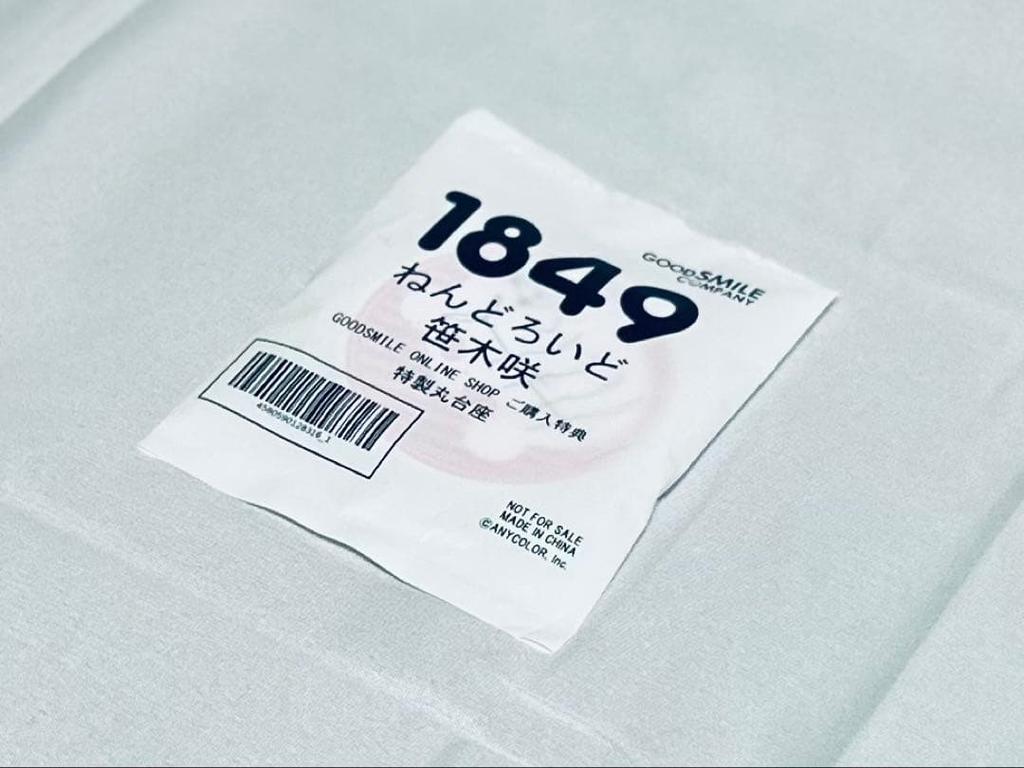 1849
GOODSMILE
COMPANY
ねんどろいど
笹木咲
GOODSMILE ONLINE SHOP ご購入特典
特製丸台座
4580590128316_1
NOT FOR SALE
MADE IN CHINA
©ANYCOLOR, Inc.